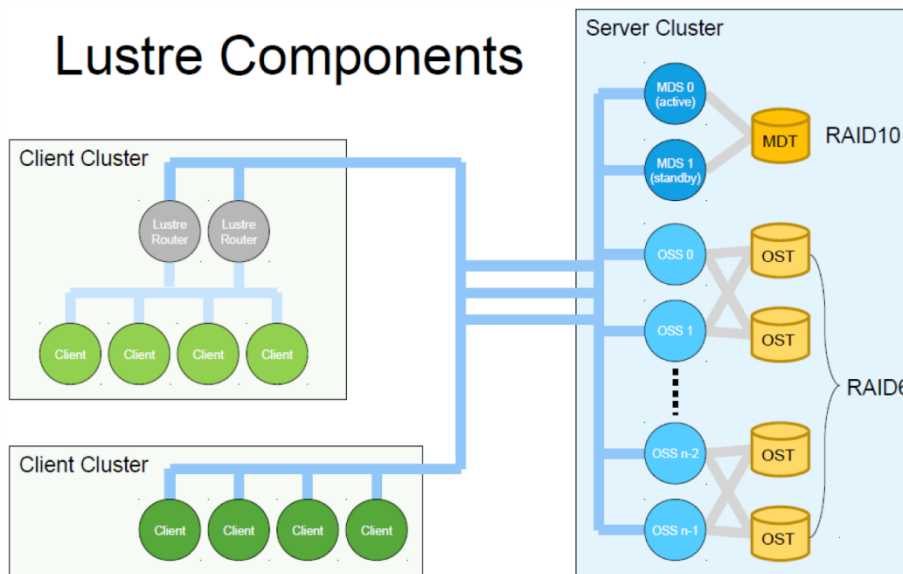 Lustre Components
Server Cluster
MDS 0
(active)
MDS 1
(standby)
MDT
RAID10
OSS 0
OST
OSS 1
OST
OSS n-2
OST
OSS n-1
OST
RAID6
Client Cluster
Lustre
Router
Lustre
Router
Client
Client
Client
Client
Client Cluster
Client
Client
Client
Client